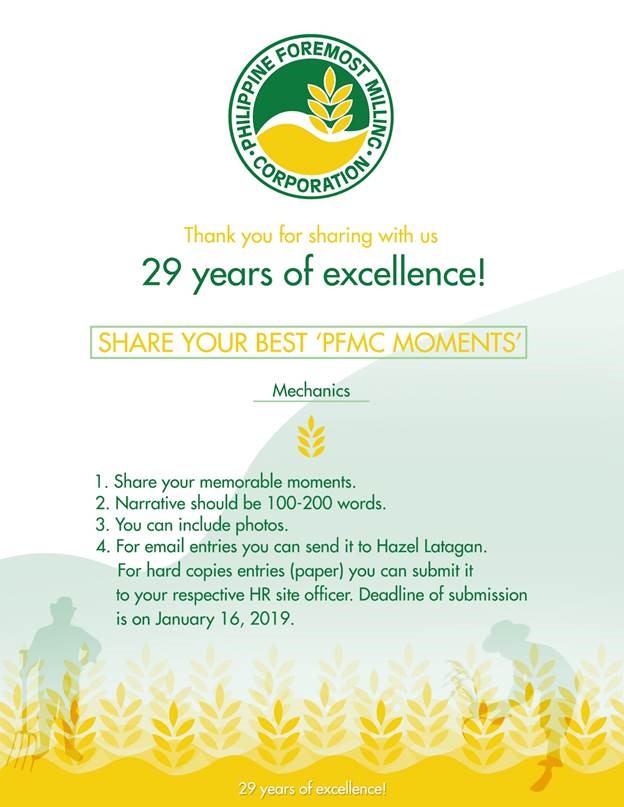 PHILIPPINE FOREMOST MILLING
• CORPORATION •
Thank you for sharing with us
29 years of excellence!
SHARE YOUR BEST ‘PFMC MOMENTS’
Mechanics
1. Share your memorable moments.
2. Narrative should be 100-200 words.
3. You can include photos.
4. For email entries you can send it to Hazel Latagan.
For hard copies entries (paper) you can submit it
to your respective HR site officer. Deadline of submission
is on January 16, 2019.
29 years of excellence!